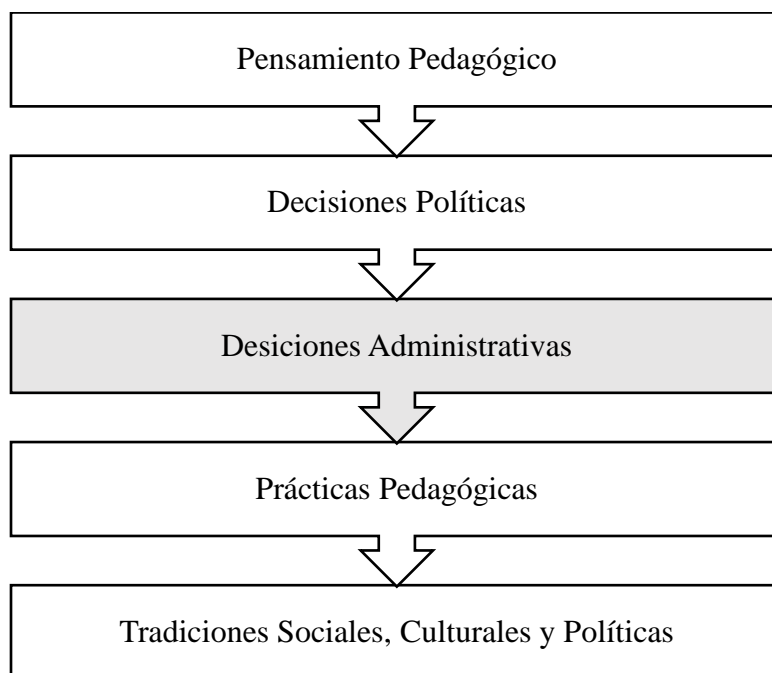 Pensamiento Pedagógico
Decisiones Políticas
Desiciones Administrativas
Prácticas Pedagógicas
Tradiciones Sociales, Culturales y Políticas